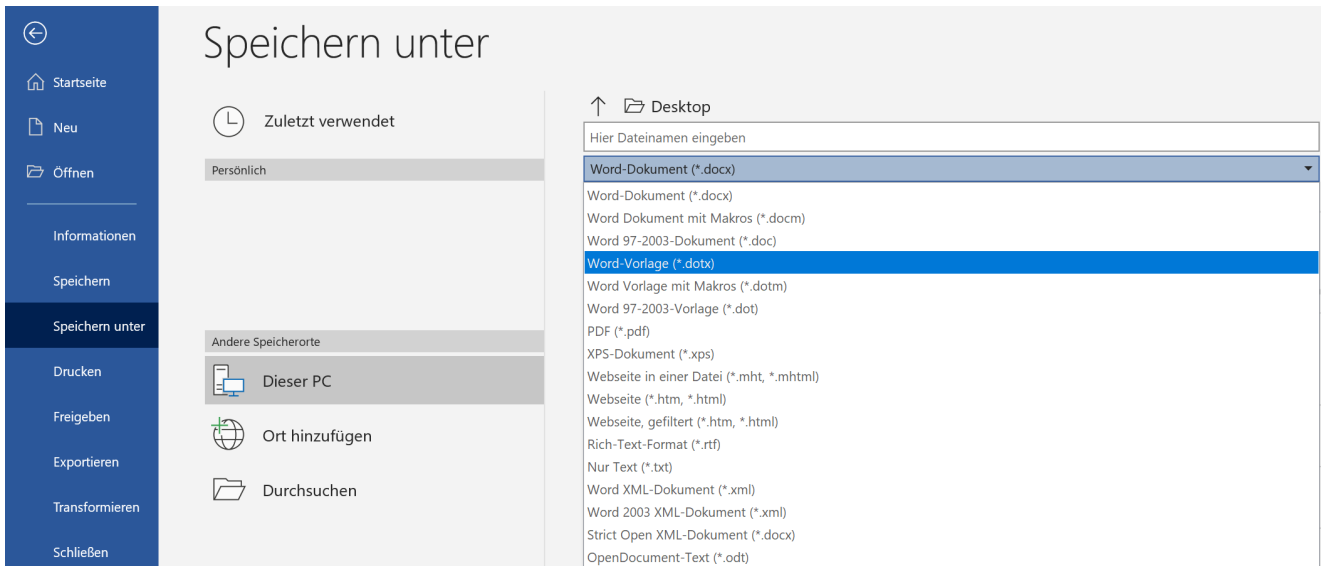 Speichern unter
Startseite
Neu
Öffnen
Informationen
Speichern
Speichern unter
Drucken
Freigeben
Exportieren
Transformieren
Schließen
Zuletzt verwendet
Persönlich
Andere Speicherorte
Dieser PC
Ort hinzufügen
Durchsuchen
Desktop
Hier Dateinamen eingeben
Word-Dokument (*.docx)
Word-Dokument (*.docx)
Word Dokument mit Makros (*.docm)
Word 97-2003-Dokument (*.doc)
Word-Vorlage (*.dotx)
Word Vorlage mit Makros (*.dotm)
Word 97-2003-Vorlage (*.dot)
PDF (*.pdf)
XPS-Dokument (*.xps)
Webseite in einer Datei (*.mht, *.mhtml)
Webseite (*.htm, *.html)
Webseite, gefiltert (*.htm, *.html)
Rich-Text-Format (*.rtf)
Nur Text (*.txt)
Word XML-Dokument (*.xml)
Word 2003 XML-Dokument (*.xml)
Strict Open XML-Dokument (*.docx)
OpenDocument-Text (*.odt)